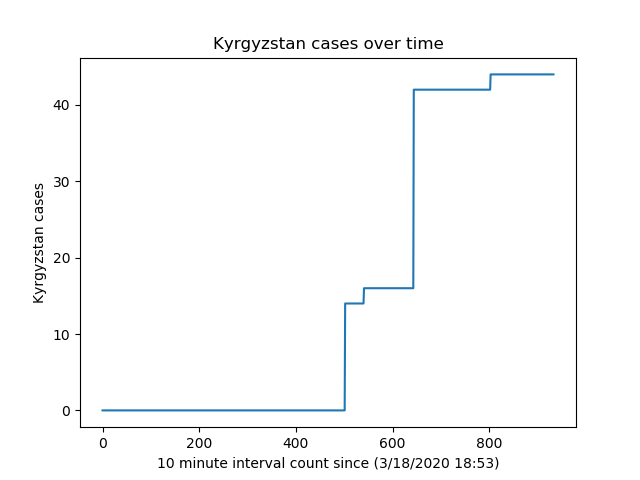 Kyrgyzstan cases over time
40
30
20
10
0
Kyrgyzstan cases
0 200 400 600 800
10 minute interval count since (3/18/2020 18:53)